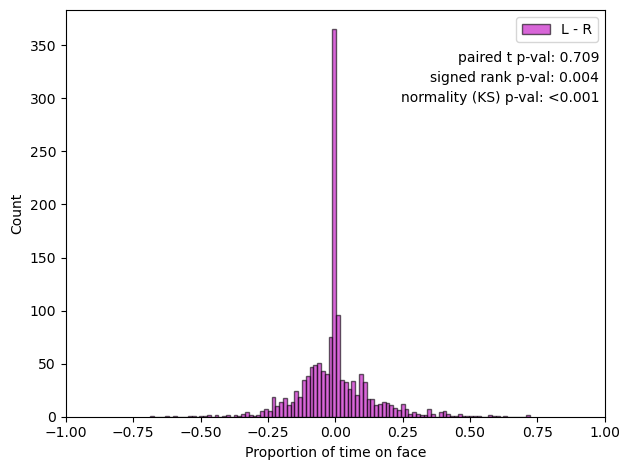 L - R
paired t p-val: 0.709
signed rank p-val: 0.004
normality (KS) p-val: <0.001
350
300
250
200
150
100
50
0
Count
−1.00 −0.75 −0.50 −0.25 0.00 0.25 0.50 0.75 1.00
Proportion of time on face